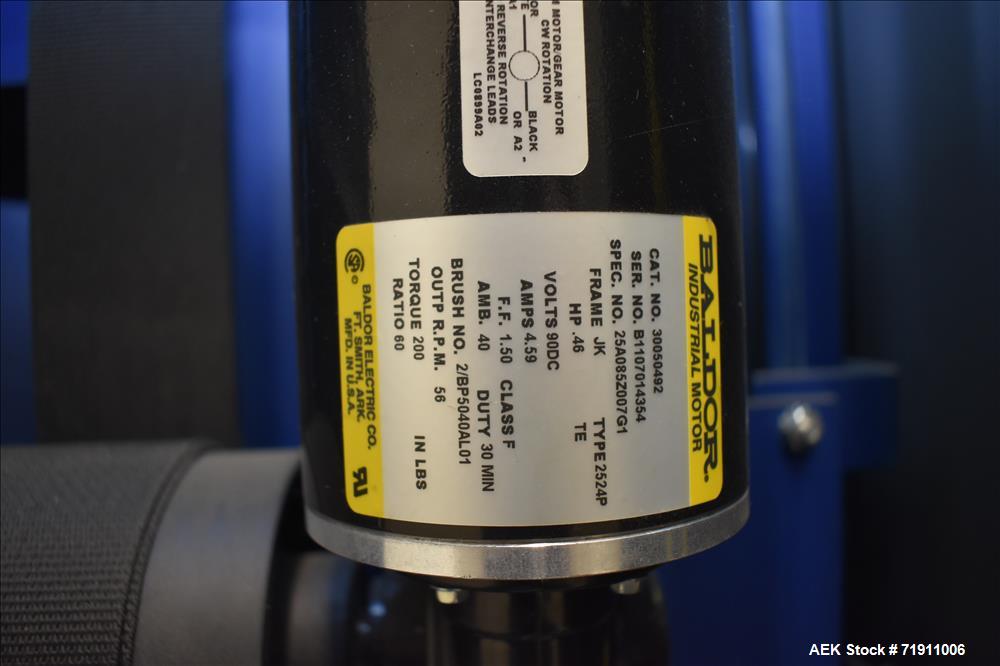 M MOTOR/GEAR MOTOR
CW ROTATION
BLACK
OR A2 -
REVERSE ROTATION
INTERCHANGE LEADS
LC0899A02
BALDOR®
INDUSTRIAL MOTOR
CAT. NO. 30050492
SER. NO. B1107014354
SPEC. NO. 25A085Z007G1
FRAME JK TYPE 2524P
HP .46 TE
VOLTS 90DC
AMPS 4.59
F.F. 1.50 CLASS F
AMB. 40 DUTY 30 MIN
BRUSH NO. 2/BP5040AL01
OUTP R.P.M. 56
TORQUE 200 IN LBS
RATIO 60
BALDOR ELECTRIC CO.
FT. SMITH, ARK.
MFD. IN U.S.A.
AEK Stock # 71911006